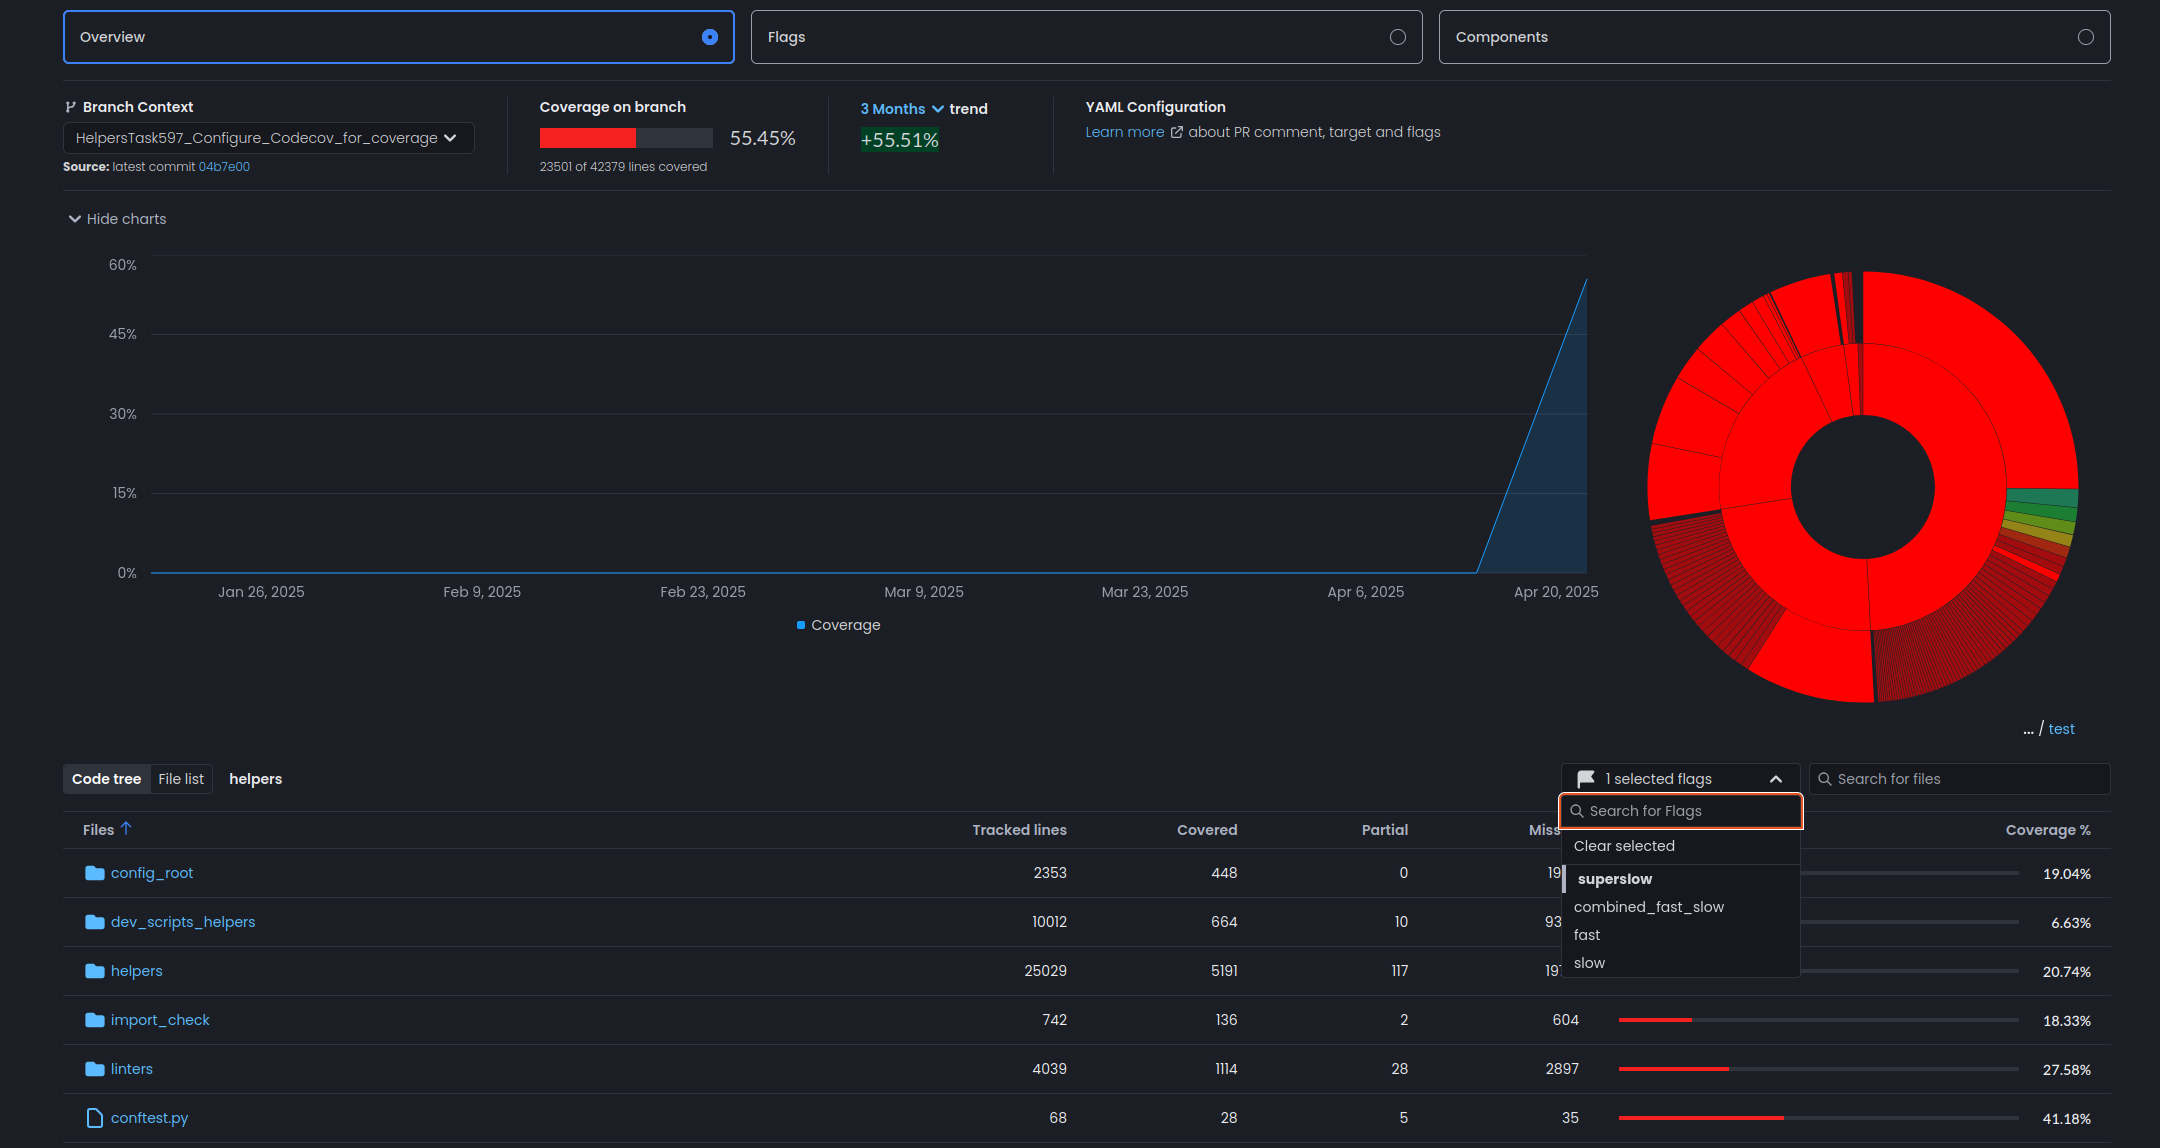 Overview
Flags
Components
Branch Context
HelpersTask597_Configure_Codecov_for_coverage
Source: latest commit 04b7e00
Coverage on branch
55.45%
23501 of 42379 lines covered
3 Months trend
+55.51%
YAML Configuration
Learn more about PR comment, target and flags
Hide charts
60%
45%
30%
15%
0%
Jan 26, 2025
Feb 9, 2025
Feb 23, 2025
Mar 9, 2025
Mar 23, 2025
Apr 6, 2025
Apr 20, 2025
Coverage
... / test
Code tree
File list
helpers
1 selected flags
Search for files
Search for Flags
Clear selected
superslow
combined_fast_slow
fast
slow
Files Tracked lines Covered Partial Miss Coverage %
config_root 2353 448 0 19 19.04%
dev_scripts_helpers 10012 664 10 93 6.63%
helpers 25029 5191 117 197 20.74%
import_check 742 136 2 604 18.33%
linters 4039 1114 28 2897 27.58%
conftest.py 68 28 5 35 41.18%